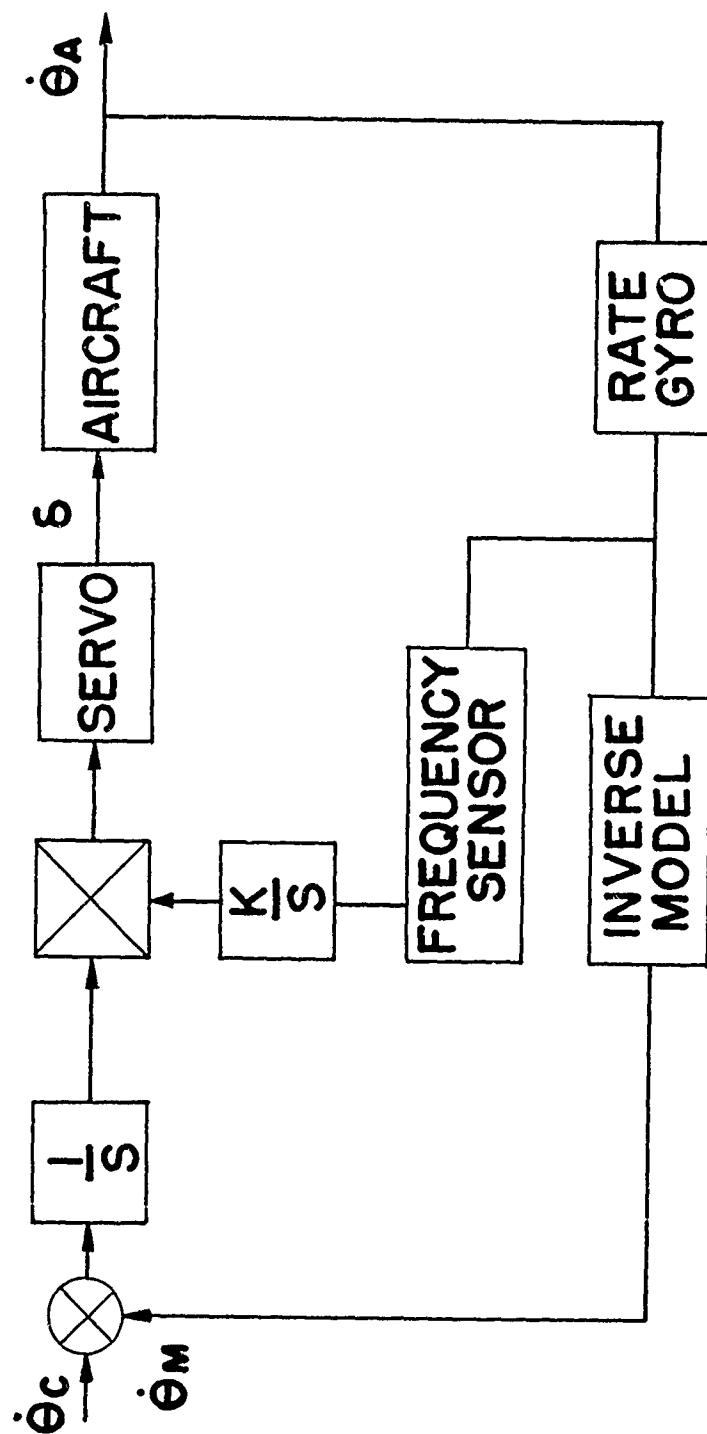 θ̇C
θ̇M
1
S
SERVO
δ
AIRCRAFT
θ̇A
K
S
FREQUENCY
SENSOR
RATE
GYRO
INVERSE
MODEL